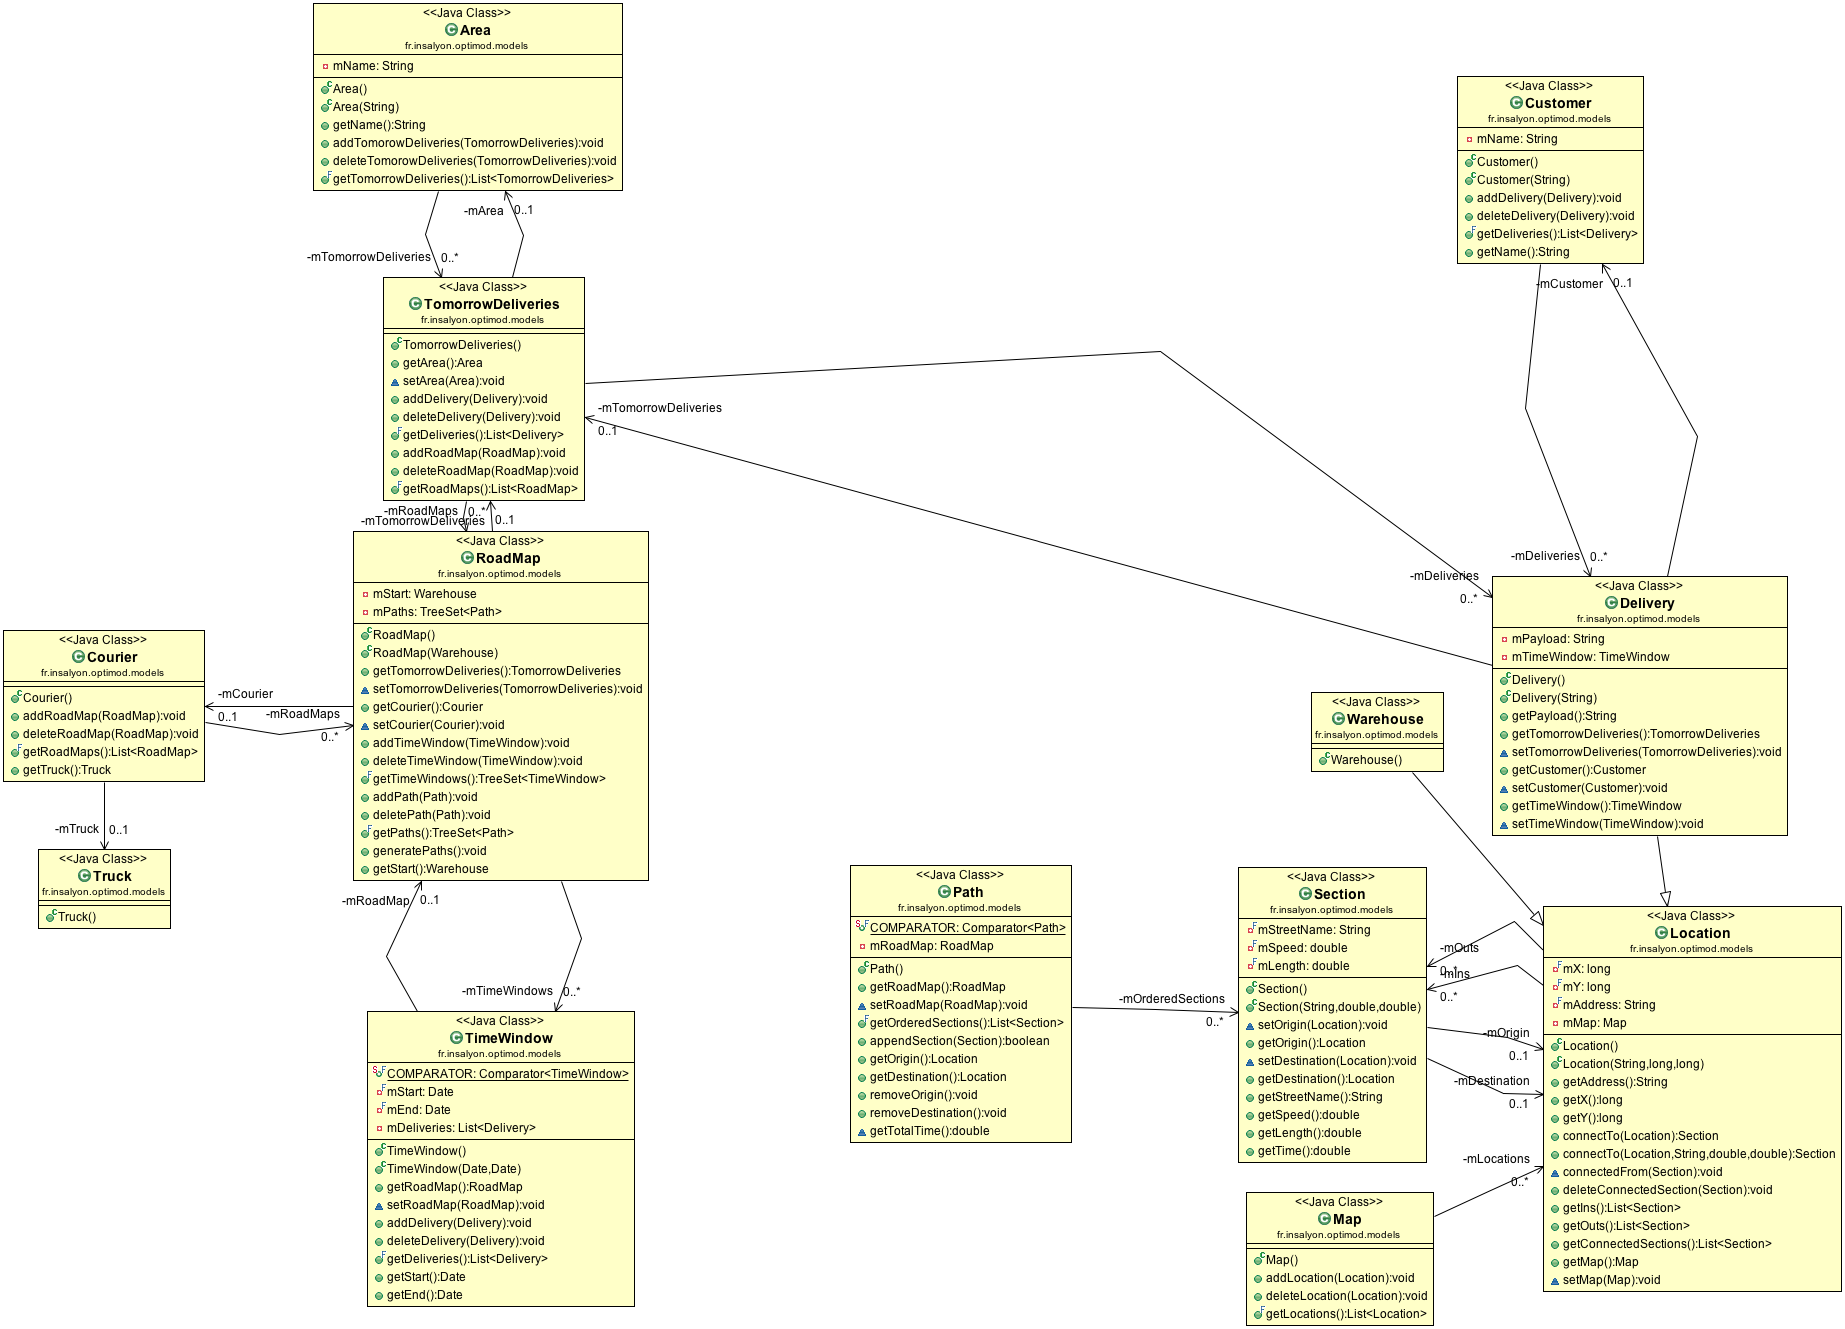 <<Java Class>>
Area
fr.insalyon.optimod.models
mName: String
Area()
Area(String)
getName():String
addTomorowDeliveries(TomorrowDeliveries):void
deleteTomorowDeliveries(TomorrowDeliveries):void
getTomorrowDeliveries():List<TomorrowDeliveries>
-mArea
0..1
-mTomorrowDeliveries
0..*
<<Java Class>>
TomorrowDeliveries
fr.insalyon.optimod.models
TomorrowDeliveries()
getArea():Area
setArea(Area):void
addDelivery(Delivery):void
deleteDelivery(Delivery):void
getDeliveries():List<Delivery>
addRoadMap(RoadMap):void
deleteRoadMap(RoadMap):void
getRoadMaps():List<RoadMap>
-mTomorrowDeliveries
0..1
-mRoadMaps
0..*
-mTomorrowDeliveries
0..1
<<Java Class>>
RoadMap
fr.insalyon.optimod.models
mStart: Warehouse
mPaths: TreeSet<Path>
RoadMap()
RoadMap(Warehouse)
getTomorrowDeliveries():TomorrowDeliveries
setTomorrowDeliveries(TomorrowDeliveries):void
getCourier():Courier
setCourier(Courier):void
addTimeWindow(TimeWindow):void
deleteTimeWindow(TimeWindow):void
getTimeWindows():TreeSet<TimeWindow>
addPath(Path):void
deletePath(Path):void
getPaths():TreeSet<Path>
generatePaths():void
getStart():Warehouse
<<Java Class>>
Courier
fr.insalyon.optimod.models
Courier()
addRoadMap(RoadMap):void
deleteRoadMap(RoadMap):void
getRoadMaps():List<RoadMap>
getTruck():Truck
-mCourier
0..1
-mRoadMaps
0..*
-mTruck
0..1
<<Java Class>>
Truck
fr.insalyon.optimod.models
Truck()
-mRoadMap
0..1
-mTimeWindows
0..*
<<Java Class>>
TimeWindow
fr.insalyon.optimod.models
COMPARATOR: Comparator<TimeWindow>
mStart: Date
mEnd: Date
mDeliveries: List<Delivery>
TimeWindow()
TimeWindow(Date,Date)
getRoadMap():RoadMap
setRoadMap(RoadMap):void
addDelivery(Delivery):void
deleteDelivery(Delivery):void
getDeliveries():List<Delivery>
getStart():Date
getEnd():Date
<<Java Class>>
Customer
fr.insalyon.optimod.models
mName: String
Customer()
Customer(String)
addDelivery(Delivery):void
deleteDelivery(Delivery):void
getDeliveries():List<Delivery>
getName():String
-mCustomer
0..1
-mDeliveries
0..*
-mDeliveries
0..*
<<Java Class>>
Delivery
fr.insalyon.optimod.models
mPayload: String
mTimeWindow: TimeWindow
Delivery()
Delivery(String)
getPayload():String
getTomorrowDeliveries():TomorrowDeliveries
setTomorrowDeliveries(TomorrowDeliveries):void
getCustomer():Customer
setCustomer(Customer):void
getTimeWindow():TimeWindow
setTimeWindow(TimeWindow):void
<<Java Class>>
Warehouse
fr.insalyon.optimod.models
Warehouse()
<<Java Class>>
Path
fr.insalyon.optimod.models
COMPARATOR: Comparator<Path>
mRoadMap: RoadMap
Path()
getRoadMap():RoadMap
setRoadMap(RoadMap):void
getOrderedSections():List<Section>
appendSection(Section):boolean
getOrigin():Location
getDestination():Location
removeOrigin():void
removeDestination():void
getTotalTime():double
-mOrderedSections
0..*
<<Java Class>>
Section
fr.insalyon.optimod.models
mStreetName: String
mSpeed: double
mLength: double
Section()
Section(String,double,double)
setOrigin(Location):void
getOrigin():Location
setDestination(Location):void
getDestination():Location
getStreetName():String
getSpeed():double
getLength():double
getTime():double
-mOuts
-mIns
0..*
-mOrigin
0..1
-mDestination
0..1
-mLocations
0..*
<<Java Class>>
Location
fr.insalyon.optimod.models
mX: long
mY: long
mAddress: String
mMap: Map
Location()
Location(String,long,long)
getAddress():String
getX():long
getY():long
connectTo(Location):Section
connectTo(Location,String,double,double):Section
connectedFrom(Section):void
deleteConnectedSection(Section):void
getIns():List<Section>
getOuts():List<Section>
getConnectedSections():List<Section>
getMap():Map
setMap(Map):void
<<Java Class>>
Map
fr.insalyon.optimod.models
Map()
addLocation(Location):void
deleteLocation(Location):void
getLocations():List<Location>